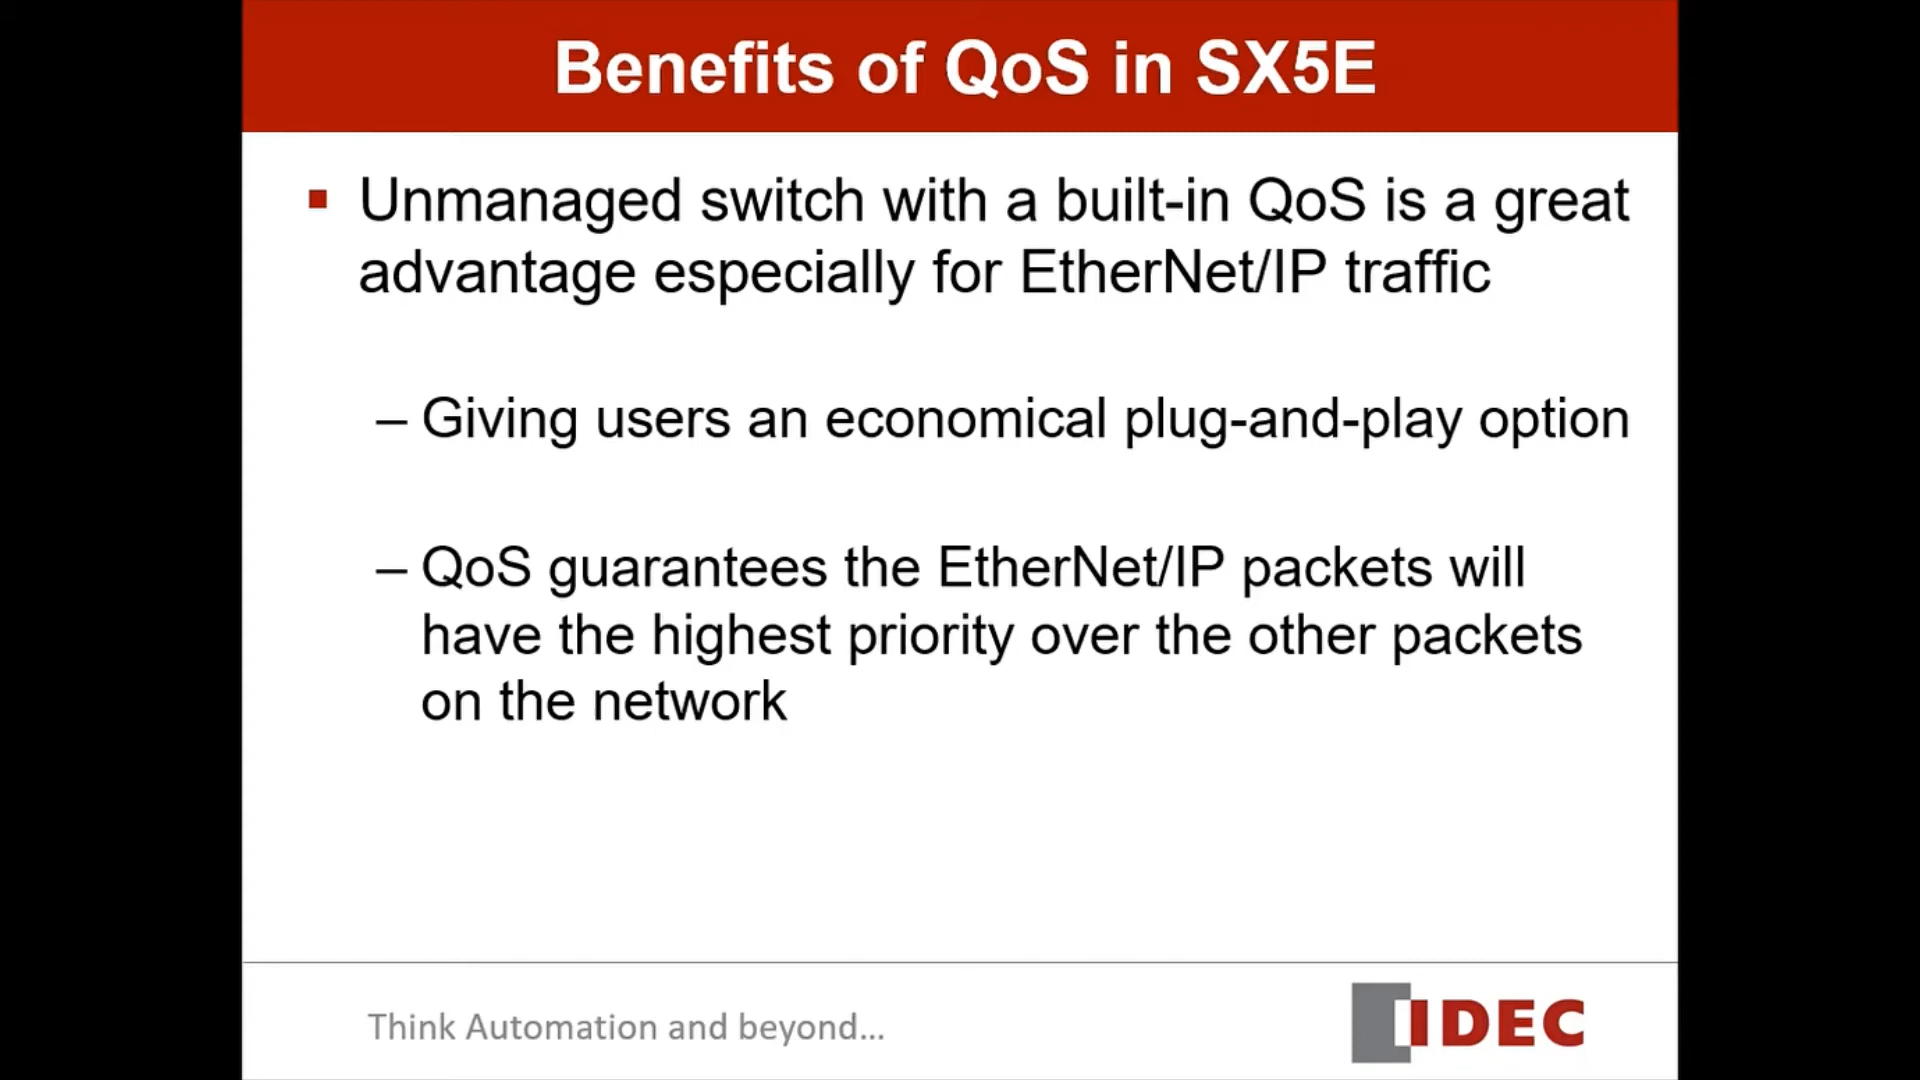 Benefits of QoS in SX5E
▪ Unmanaged switch with a built-in QoS is a great
advantage especially for EtherNet/IP traffic
– Giving users an economical plug-and-play option
– QoS guarantees the EtherNet/IP packets will
have the highest priority over the other packets
on the network
Think Automation and beyond...
IDEC